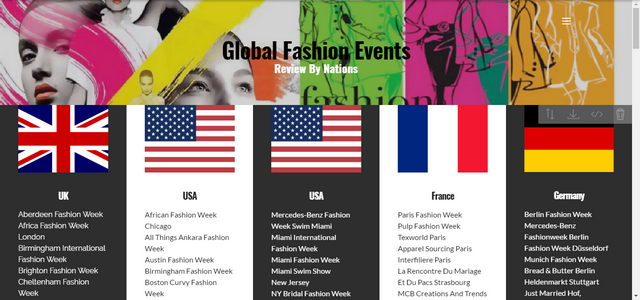 Global Fashion Events
Review By Nations
fashion
UK
Aberdeen Fashion Week
Africa Fashion Week
London
Birmingham International
Fashion Week
Brighton Fashion Week
Cheltenham Fashion
Week
USA
African Fashion Week
Chicago
All Things Ankara Fashion
Week
Austin Fashion Week
Birmingham Fashion Week
Boston Curvy Fashion
Week
USA
Mercedes-Benz Fashion
Week Swim Miami
Miami International
Fashion Week
Miami Fashion Week
Miami Swim Show
New Jersey
NY Bridal Fashion Week
France
Paris Fashion Week
Pulp Fashion Week
Texworld Paris
Apparel Sourcing Paris
Interfiliere Paris
La Rencontre Du Mariage
Et Du Pacs Strasbourg
MCB Creations And Trends
Germany
Berlin Fashion Week
Mercedes-Benz
Fashionweek Berlin
Fashion Week Düsseldorf
Munich Fashion Week
Bread & Butter Berlin
Heldenmarkt Stuttgart
Just Married Hof,